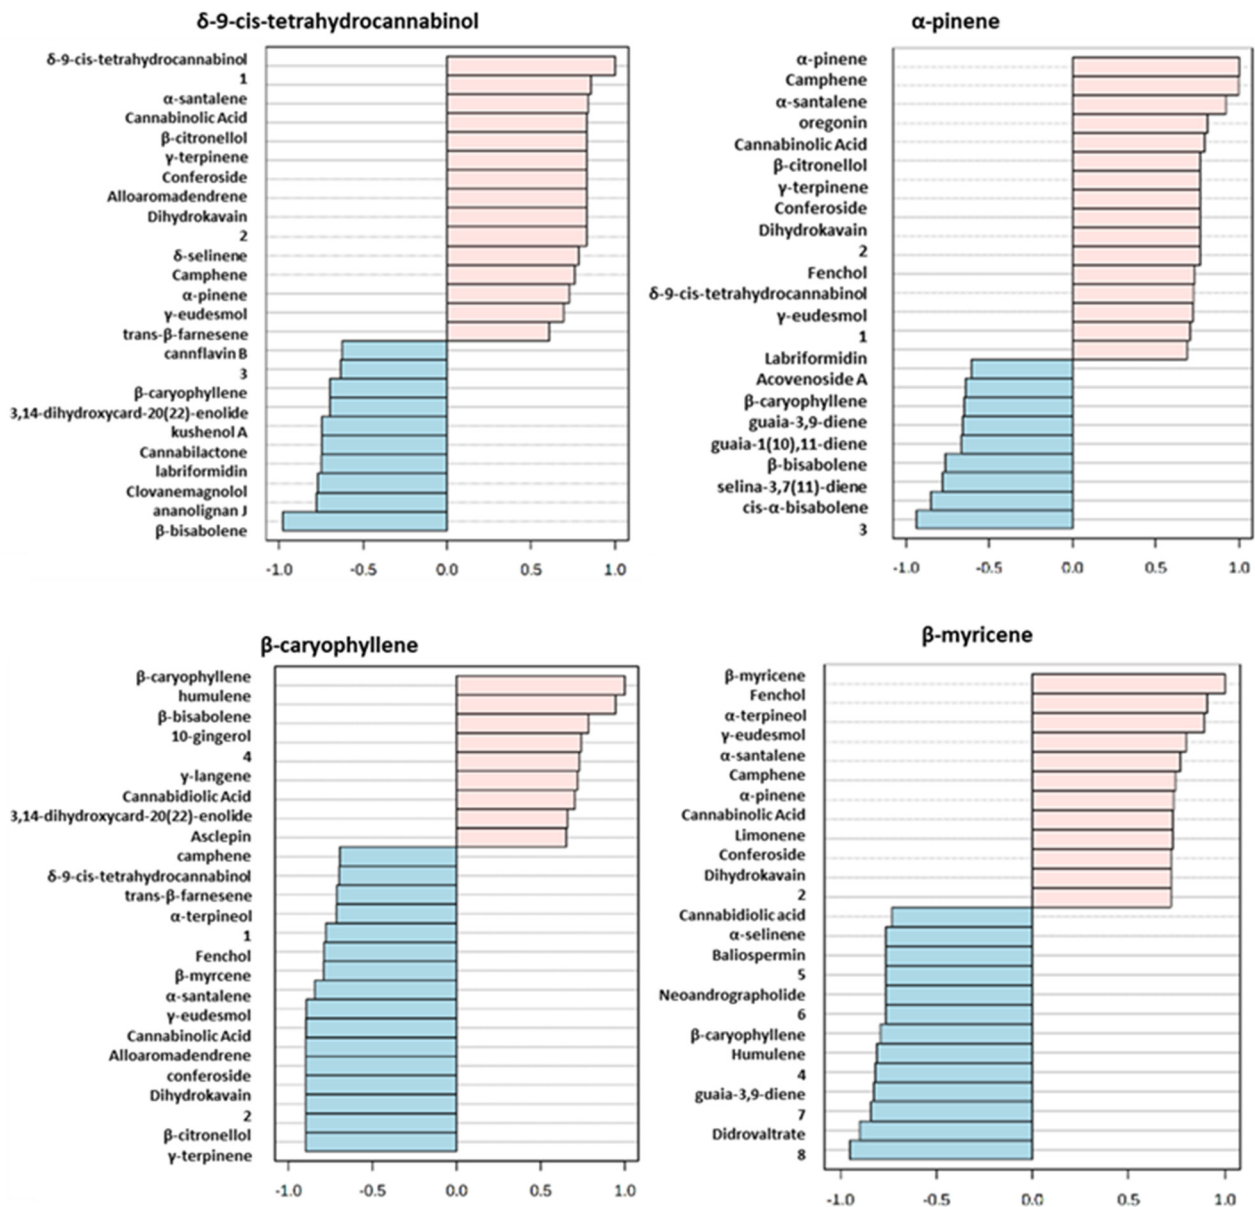 δ-9-cis-tetrahydrocannabinol
δ-9-cis-tetrahydrocannabinol
1
α-santalene
Cannabinolic Acid
β-citronellol
γ-terpinene
Conferoside
Alloaromadendrene
Dihydrokavain
2
δ-selinene
Camphene
α-pinene
γ-eudesmol
trans-β-farnesene
cannflavin B
3
β-caryophyllene
3,14-dihydroxycard-20(22)-enolide
kushenol A
Cannabilactone
labriformidin
Clovanemagnolol
ananolignan J
β-bisabolene
-1.0 -0.5 0.0 0.5 1.0
α-pinene
α-pinene
Camphene
α-santalene
oregonin
Cannabinolic Acid
β-citronellol
γ-terpinene
Conferoside
Dihydrokavain
2
Fenchol
δ-9-cis-tetrahydrocannabinol
γ-eudesmol
1
Labriformidin
Acovenoside A
β-caryophyllene
guaia-3,9-diene
guaia-1(10),11-diene
β-bisabolene
selina-3,7(11)-diene
cis-α-bisabolene
3
-1.0 -0.5 0.0 0.5 1.0
β-caryophyllene
β-caryophyllene
humulene
β-bisabolene
10-gingerol
4
γ-langene
Cannabidiolic Acid
3,14-dihydroxycard-20(22)-enolide
Asclepin
camphene
δ-9-cis-tetrahydrocannabinol
trans-β-farnesene
α-terpineol
1
Fenchol
β-myrcene
α-santalene
γ-eudesmol
Cannabinolic Acid
Alloaromadendrene
conferoside
Dihydrokavain
2
β-citronellol
γ-terpinene
-1.0 -0.5 0.0 0.5 1.0
β-myricene
β-myricene
Fenchol
α-terpineol
γ-eudesmol
α-santalene
Camphene
α-pinene
Cannabinolic Acid
Limonene
Conferoside
Dihydrokavain
2
Cannabidiolic acid
α-selinene
Baliospermin
5
Neoandrographolide
6
β-caryophyllene
Humulene
4
guaia-3,9-diene
7
Didrovaltrate
8
-1.0 -0.5 0.0 0.5 1.0